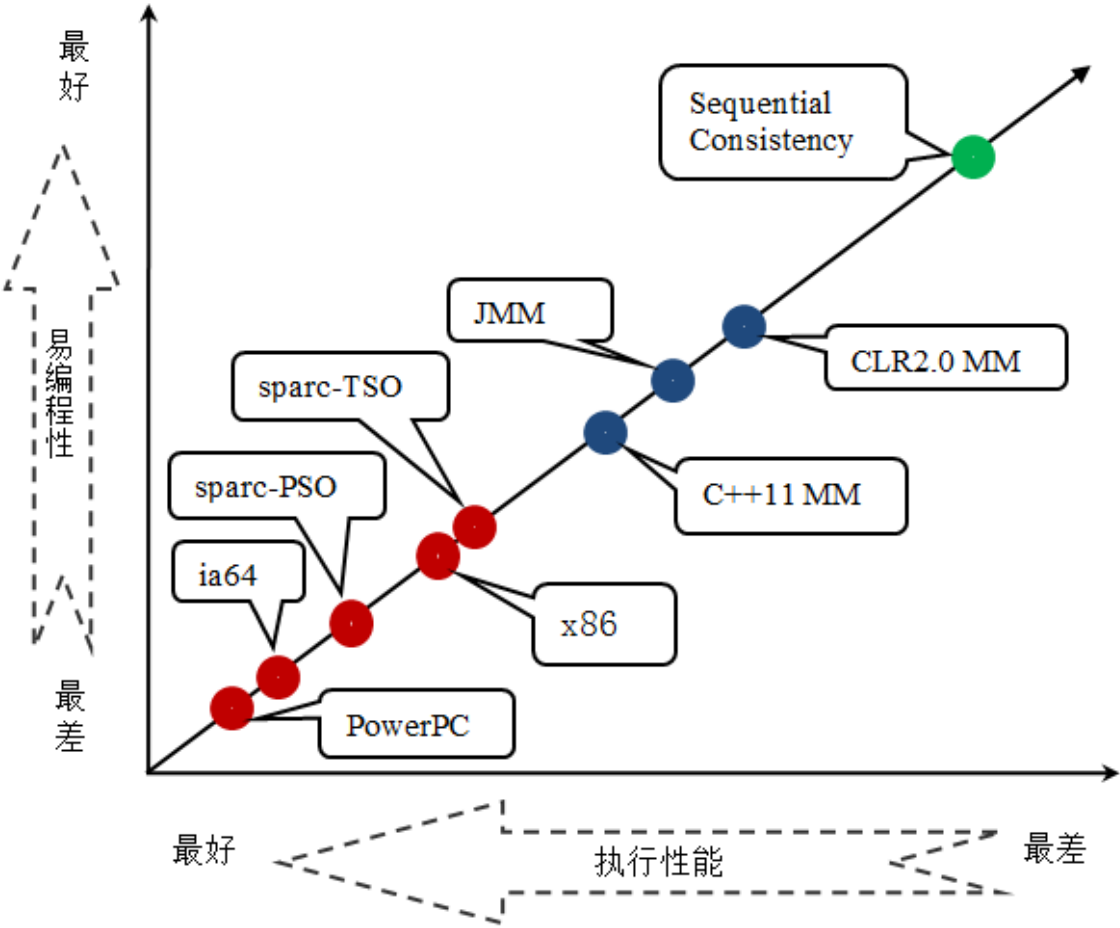 最
好
Sequential
Consistency
JMM
CLR2.0 MM
易
编
程
性
sparc-TSO
sparc-PSO
C++11 MM
ia64
x86
最
差
PowerPC
最好
执行性能
最差